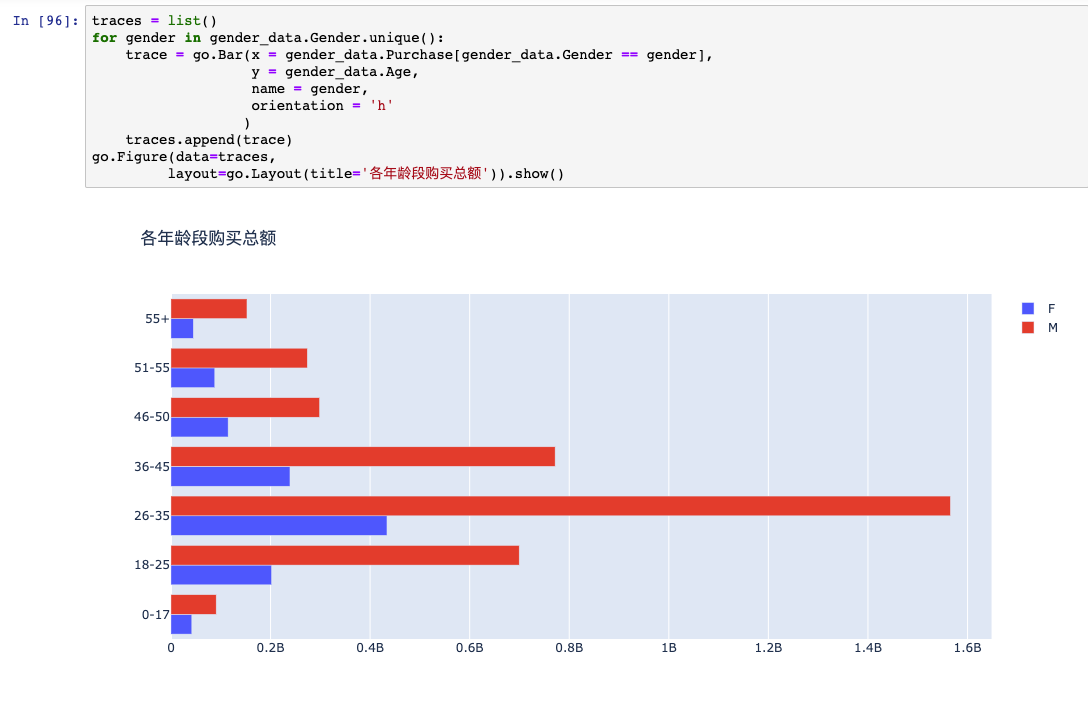 In [96]:
traces = list()
for gender in gender_data.Gender.unique():
    trace = go.Bar(x = gender_data.Purchase[gender_data.Gender == gender],
                   y = gender_data.Age,
                   name = gender,
                   orientation = 'h'
                  )
    traces.append(trace)
go.Figure(data=traces,
         layout=go.Layout(title='各年龄段购买总额')).show()
各年龄段购买总额
F
M
55+
51-55
46-50
36-45
26-35
18-25
0-17
0 0.2B 0.4B 0.6B 0.8B 1B 1.2B 1.4B 1.6B